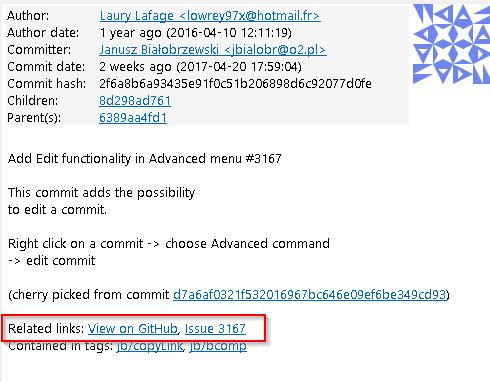 Author: Laury Lafage <lowrey97x@hotmail.fr>
Author date: 1 year ago (2016-04-10 12:11:19)
Committer: Janusz Białobrzewski <jbialobr@o2.pl>
Commit date: 2 weeks ago (2017-04-20 17:59:04)
Commit hash: 2f6a8b6a93435e91f0c51b206898d6c92077d0fe
Children: 8d298ad761
Parent(s): 6389aa4fd1
Add Edit functionality in Advanced menu #3167
This commit adds the possibility
to edit a commit.
Right click on a commit -> choose Advanced command
-> edit commit
(cherry picked from commit d7a6af0321f532016967bc646e09ef6be349cd93)
Related links: View on GitHub, Issue 3167
Contained in tags: jb/copyLink, jb/bcomp